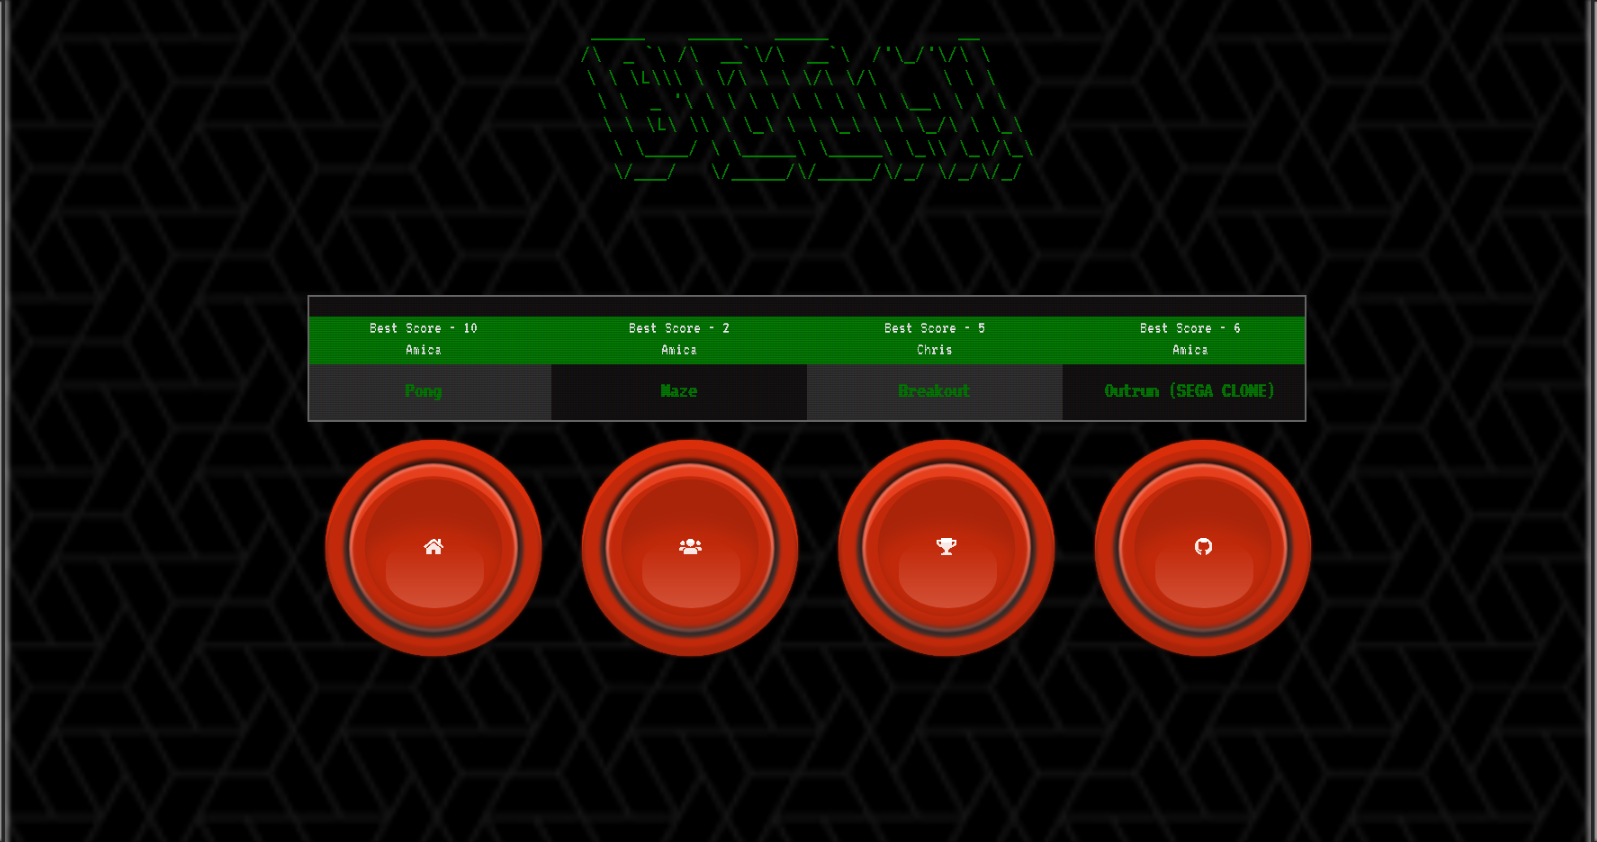 Best Score - 10
Amica
Pong
Best Score - 2
Amica
Maze
Best Score - 5
Chris
Breakout
Best Score - 6
Amica
Outrun (SEGA CLONE)